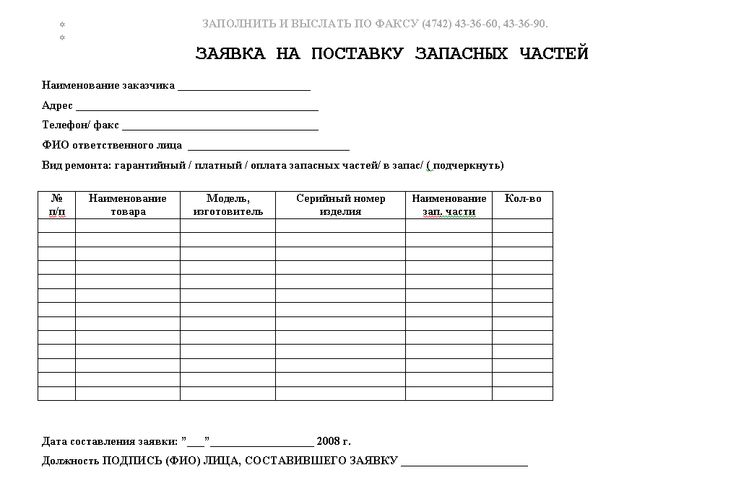 ЗАПОЛНИТЬ И ВЫСЛАТЬ ПО ФАКСУ (4742) 43-36-60, 43-36-90.
ЗАЯВКА НА ПОСТАВКУ ЗАПАСНЫХ ЧАСТЕЙ
Наименование заказчика ________________________
Адрес ____________________________________________
Телефон/ факс ___________________________________
ФИО ответственного лица _____________________________
Вид ремонта: гарантийный / платный / оплата запасных частей/ в запас/ ( подчеркнуть)
№ Наименование Модель, Серийный номер Наименование Кол-во
п/п товара изготовитель изделия зап. части
Дата составления заявки: ”___”___________________ 2008 г.
Должность ПОДПИСЬ (ФИО) ЛИЦА, СОСТАВИВШЕГО ЗАЯВКУ _______________________